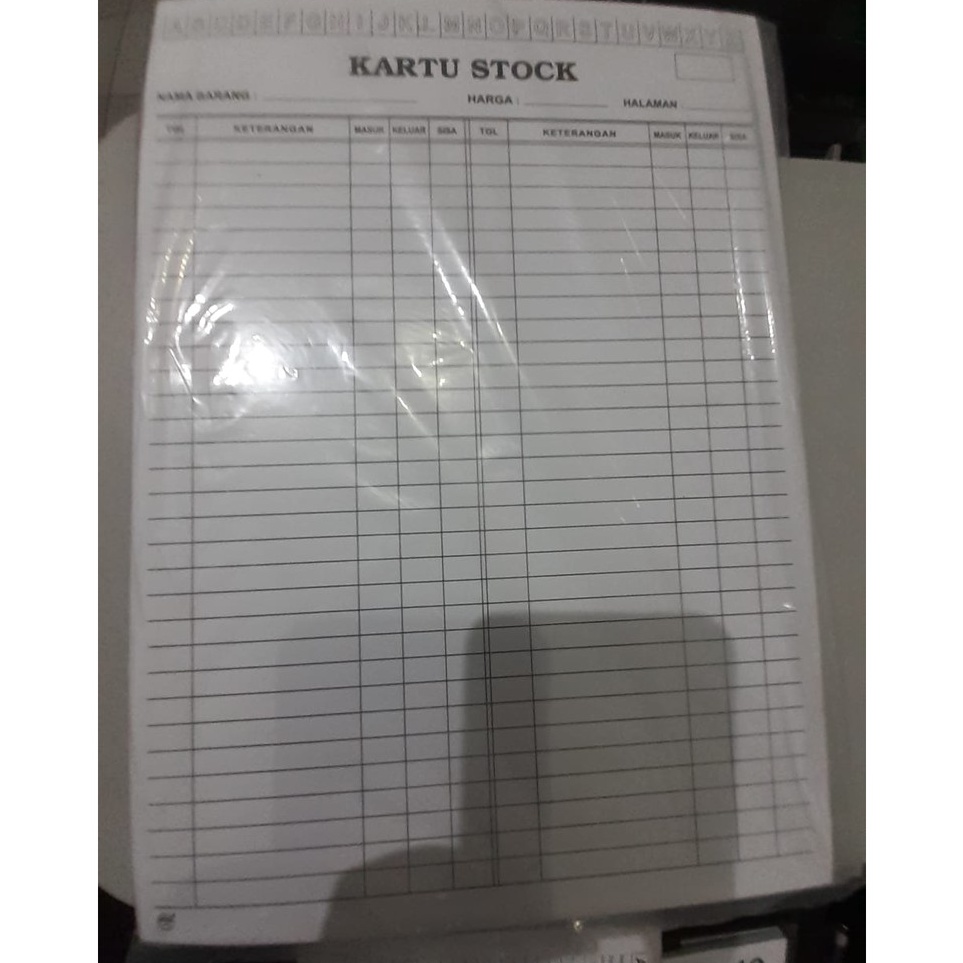 A B C D E F G H I J K L M N O P Q R S T U V W X Y Z
KARTU STOCK
NAMA BARANG : HARGA : HALAMAN
TGL KETERANGAN MASUK KELUAR SISA TGL KETERANGAN MASUK KELUAR SISA